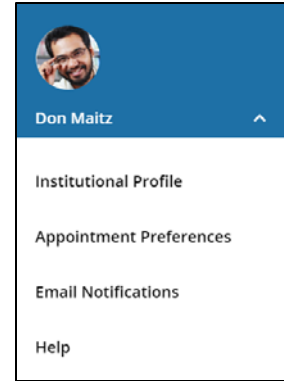 Don Maitz
Institutional Profile
Appointment Preferences
Email Notifications
Help